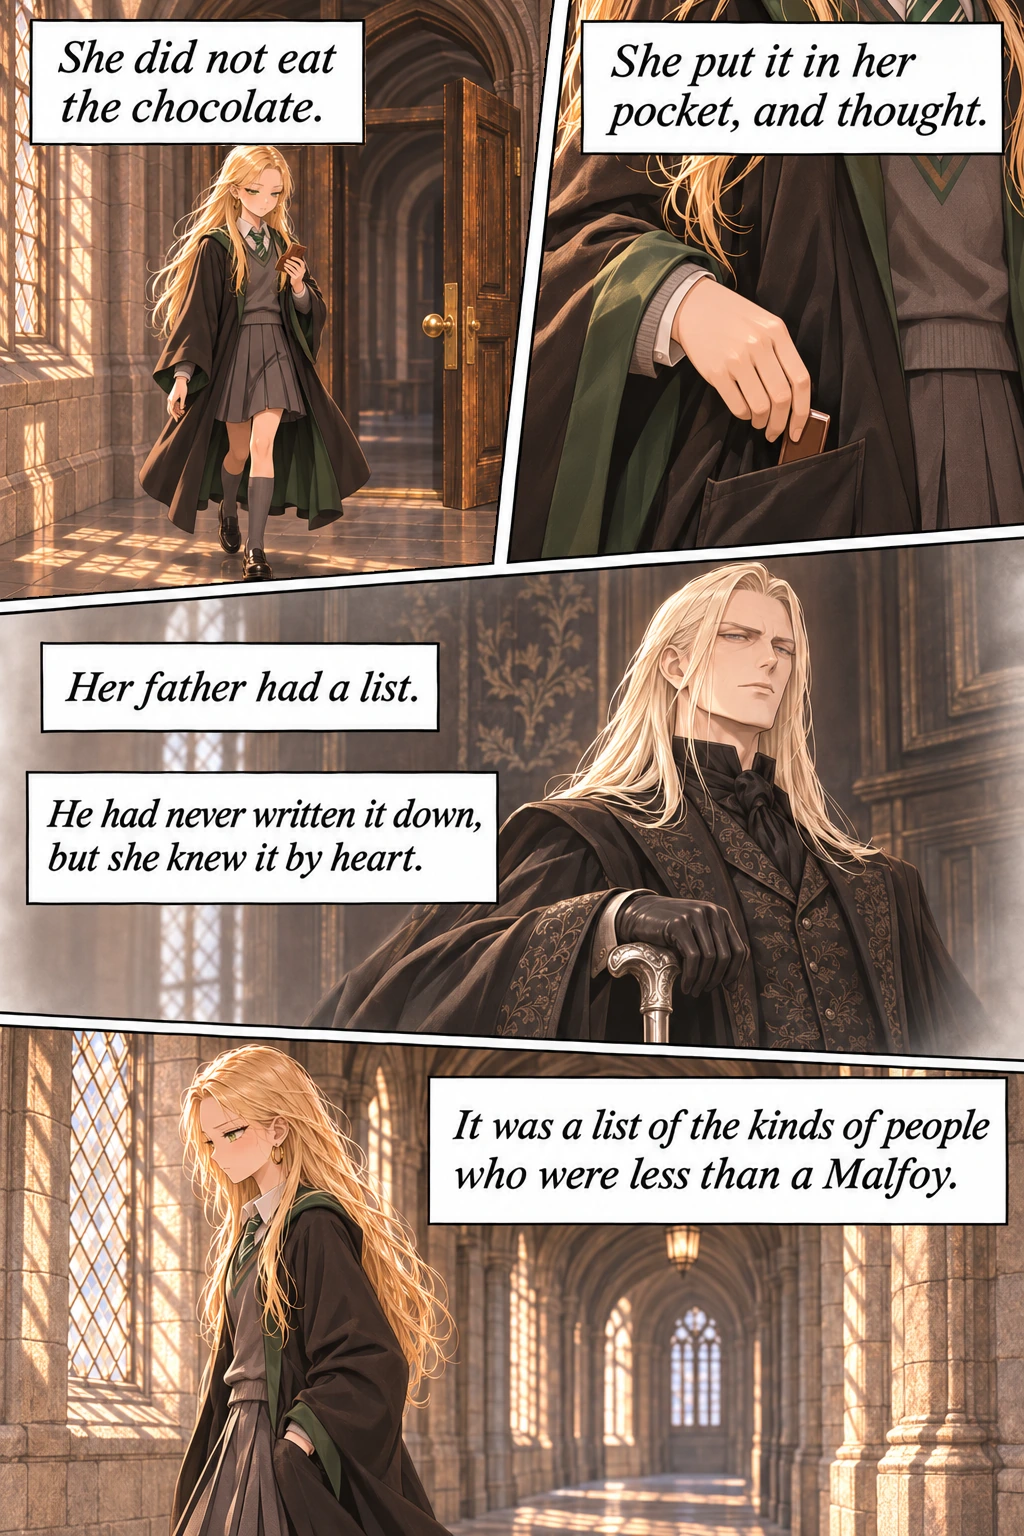 She did not eat
the chocolate.
She put it in her
pocket, and thought.
Her father had a list.
He had never written it down,
but she knew it by heart.
It was a list of the kinds of people
who were less than a Malfoy.